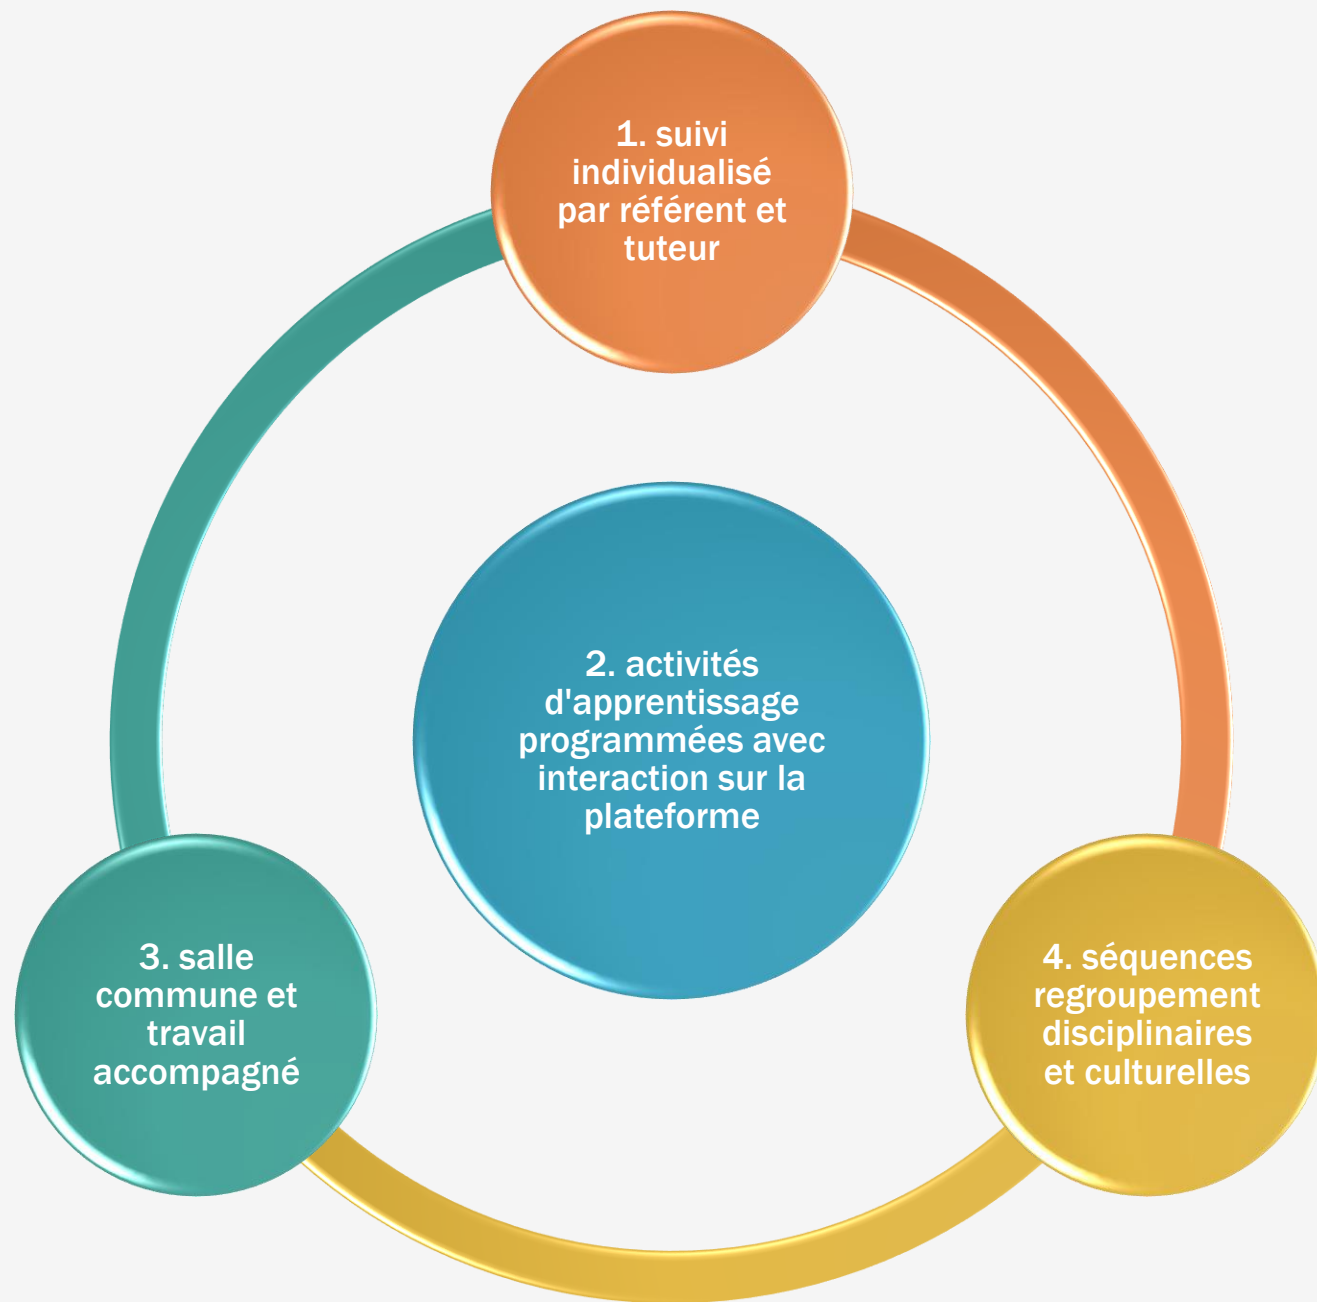 1. suivi
individualisé
par référent et
tuteur
2. activités
d'apprentissage
programmées avec
interaction sur la
plateforme
3. salle
commune et
travail
accompagné
4. séquences
regroupement
disciplinaires
et culturelles